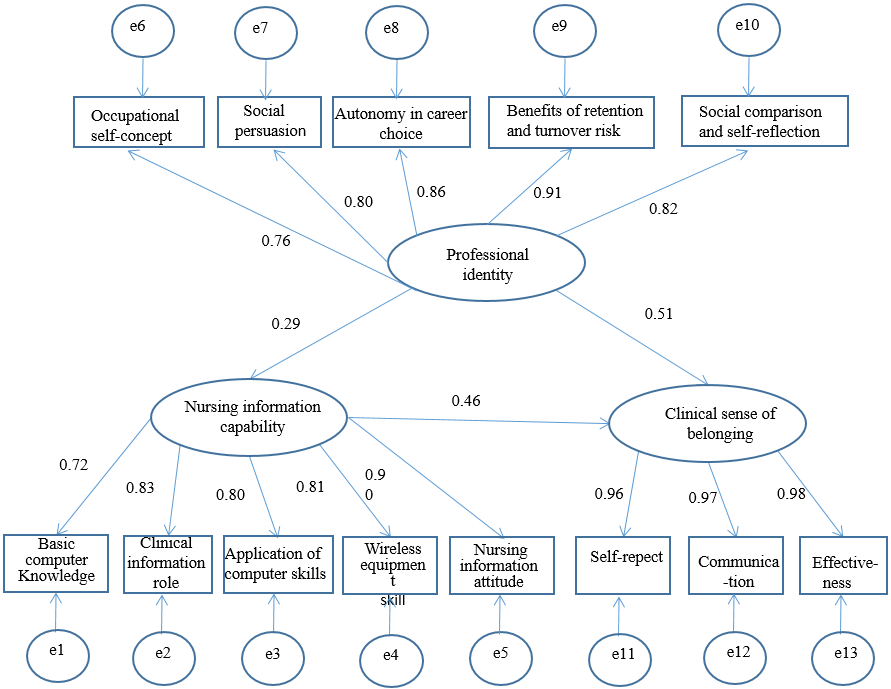 e6
e7
e8
e9
e10
Occupational
self-concept
Social
persuasion
Autonomy in career
choice
Benefits of retention
and turnover risk
Social comparison
and self-reflection
0.76
0.80
0.86
0.91
0.82
Professional
identity
0.29
0.51
Nursing information
capability
0.46
Clinical sense of
belonging
0.72
0.83
0.80
0.81
0.9
0
0.96
0.97
0.98
Basic
computer
Knowledge
Clinical
information
role
Application of
computer skills
Wireless
equipmen
t
skill
Nursing
information
attitude
Self-repect
Communica
-tion
Effective-
ness
e1
e2
e3
e4
e5
e11
e12
e13